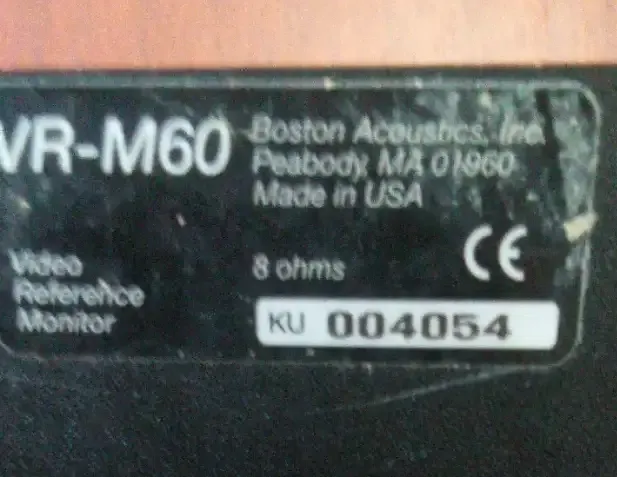 VR-M60
Boston Acoustics, Inc.
Peabody, MA 01960
Made in USA
Video
Reference
Monitor
8 ohms
CE
KU 004054